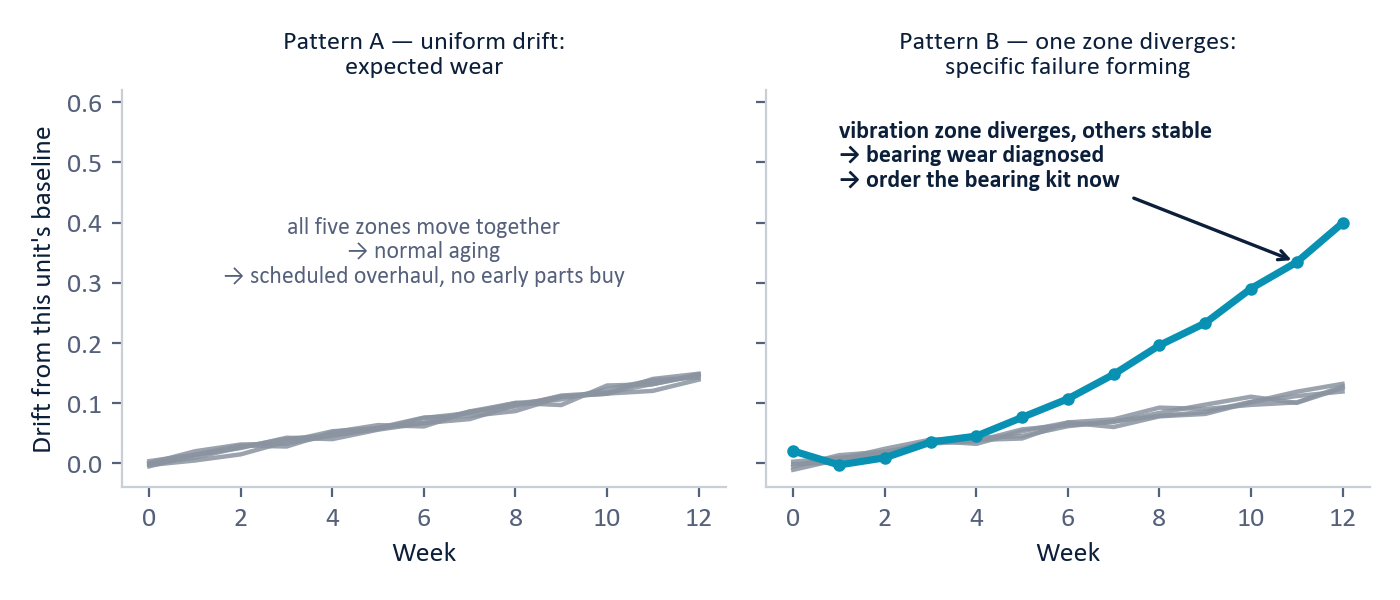 Pattern A — uniform drift:
expected wear
Pattern B — one zone diverges:
specific failure forming
Drift from this unit's baseline
0.6
0.5
0.4
0.3
0.2
0.1
0.0
all five zones move together
→ normal aging
→ scheduled overhaul, no early parts buy
0 2 4 6 8 10 12
Week
vibration zone diverges, others stable
→ bearing wear diagnosed
→ order the bearing kit now
0 2 4 6 8 10 12
Week